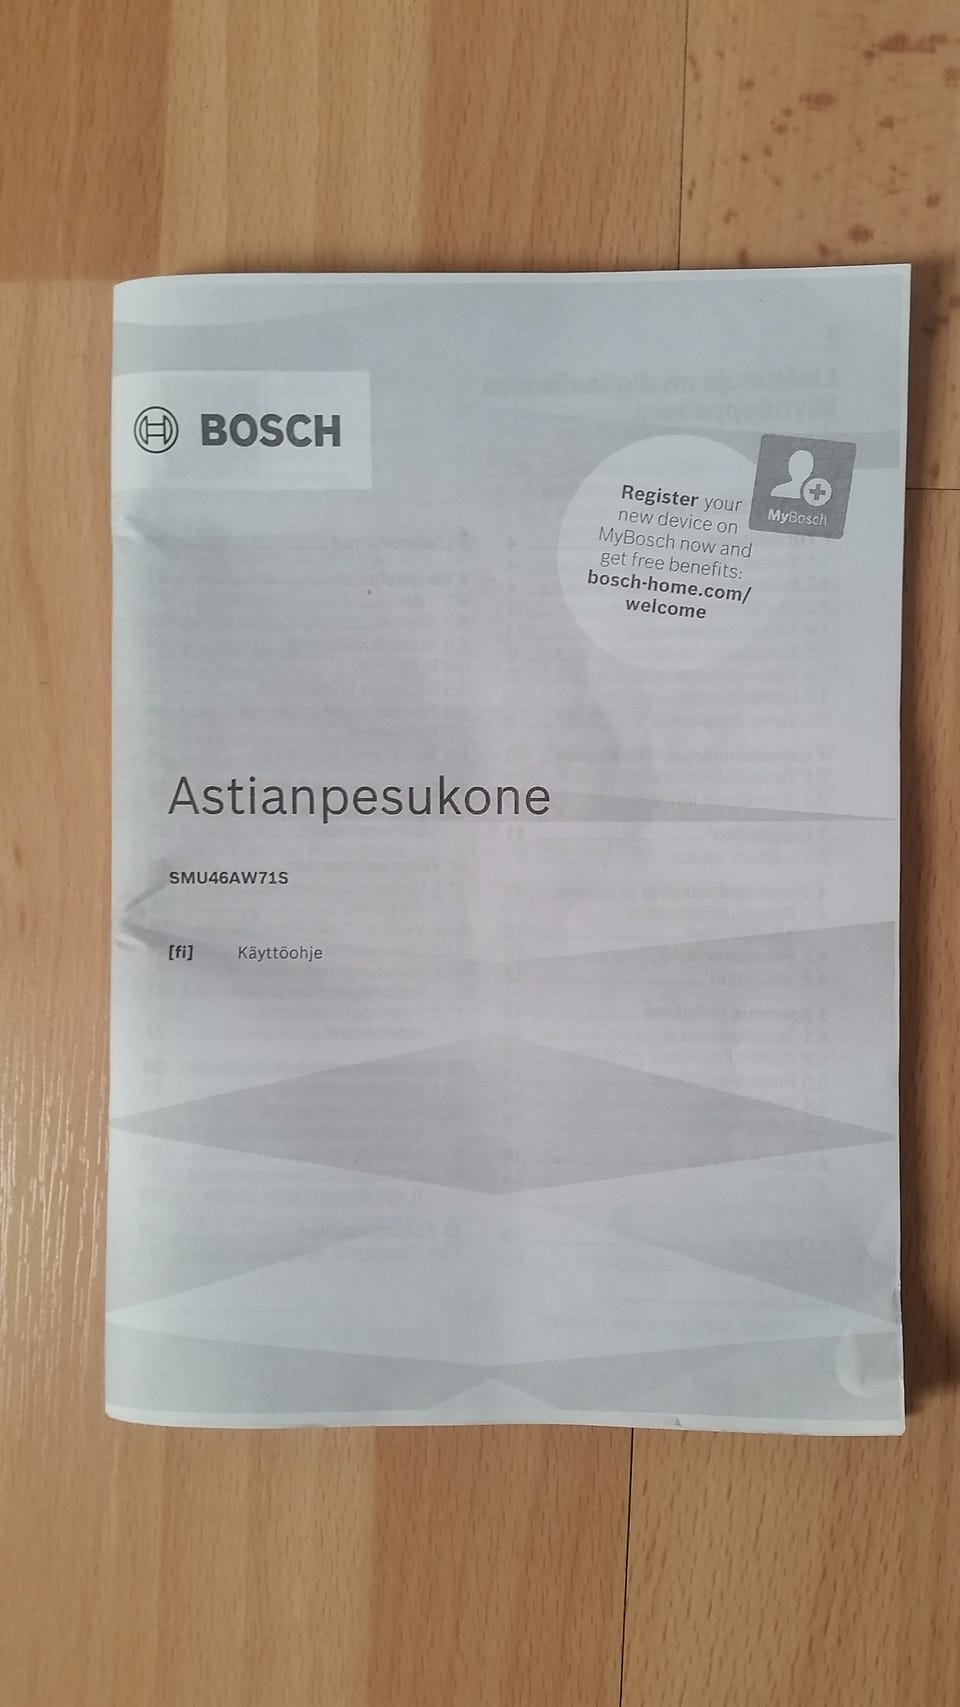 BOSCH
Register your
new device on
MyBosch now and
get free benefits:
bosch-home.com/
welcome
MyBosch
Astianpesukone
SMU46AW71S
[fi] Käyttöohje